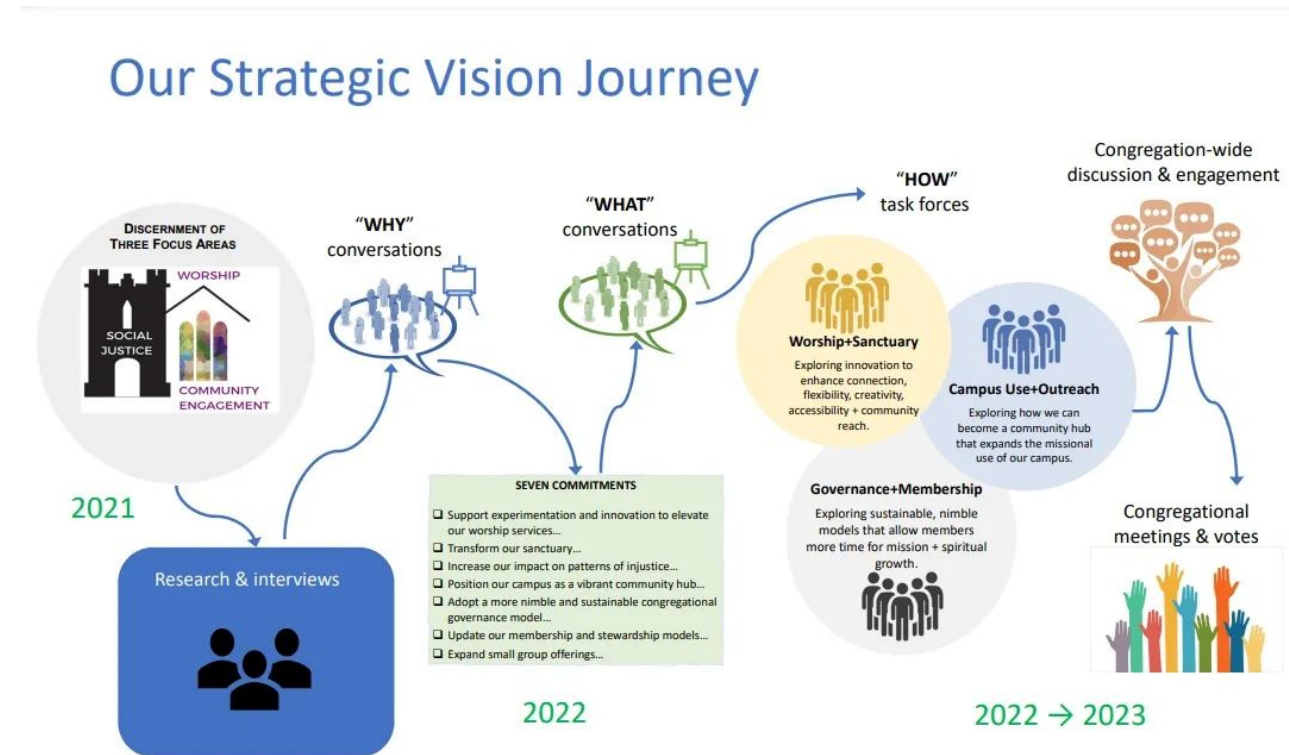 Our Strategic Vision Journey
DISCERNMENT OF
THREE FOCUS AREAS
WORSHIP
SOCIAL
JUSTICE
COMMUNITY
ENGAGEMENT
2021
Research & interviews
“WHY”
conversations
SEVEN COMMITMENTS
❑ Support experimentation and innovation to elevate
our worship services…
❑ Transform our sanctuary…
❑ Increase our impact on patterns of injustice…
❑ Position our campus as a vibrant community hub…
❑ Adopt a more nimble and sustainable congregational
governance model…
❑ Update our membership and stewardship models…
❑ Expand small group offerings…
2022
“WHAT”
conversations
“HOW”
task forces
Worship+Sanctuary
Exploring innovation to
enhance connection,
flexibility, creativity,
accessibility + community
reach.
Campus Use+Outreach
Exploring how we can
become a community hub
that expands the missional
use of our campus.
Governance+Membership
Exploring sustainable, nimble
models that allow members
more time for mission + spiritual
growth.
Congregation-wide
discussion & engagement
Congregational
meetings & votes
2022 → 2023